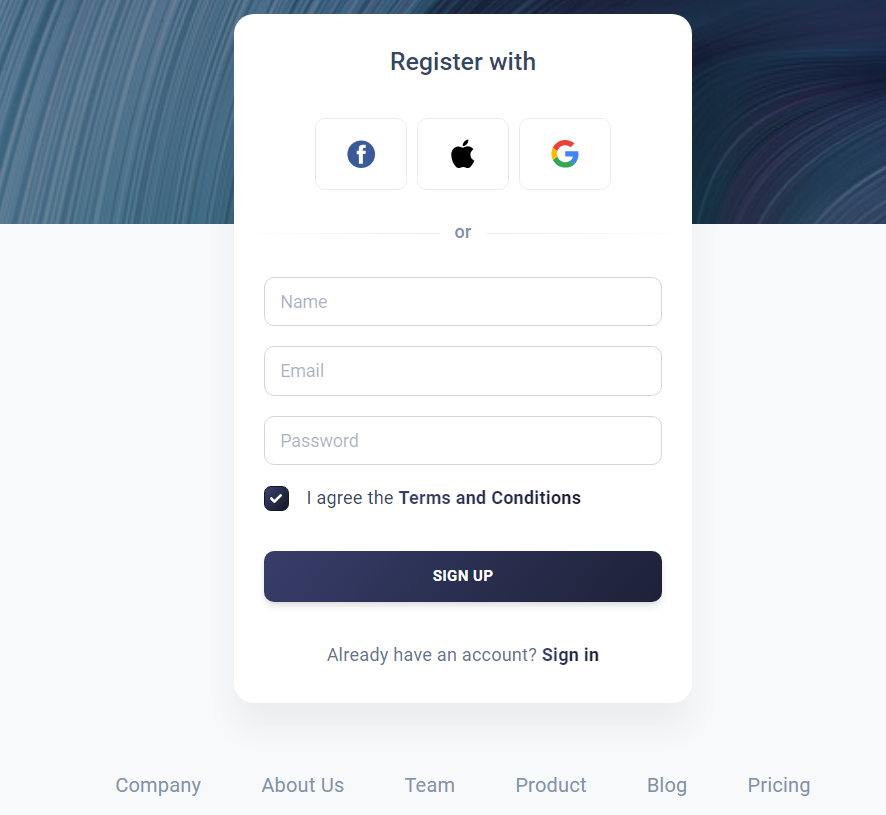 Register with
or
Name
Email
Password
I agree the Terms and Conditions
SIGN UP
Already have an account? Sign in
Company About Us Team Product Blog Pricing